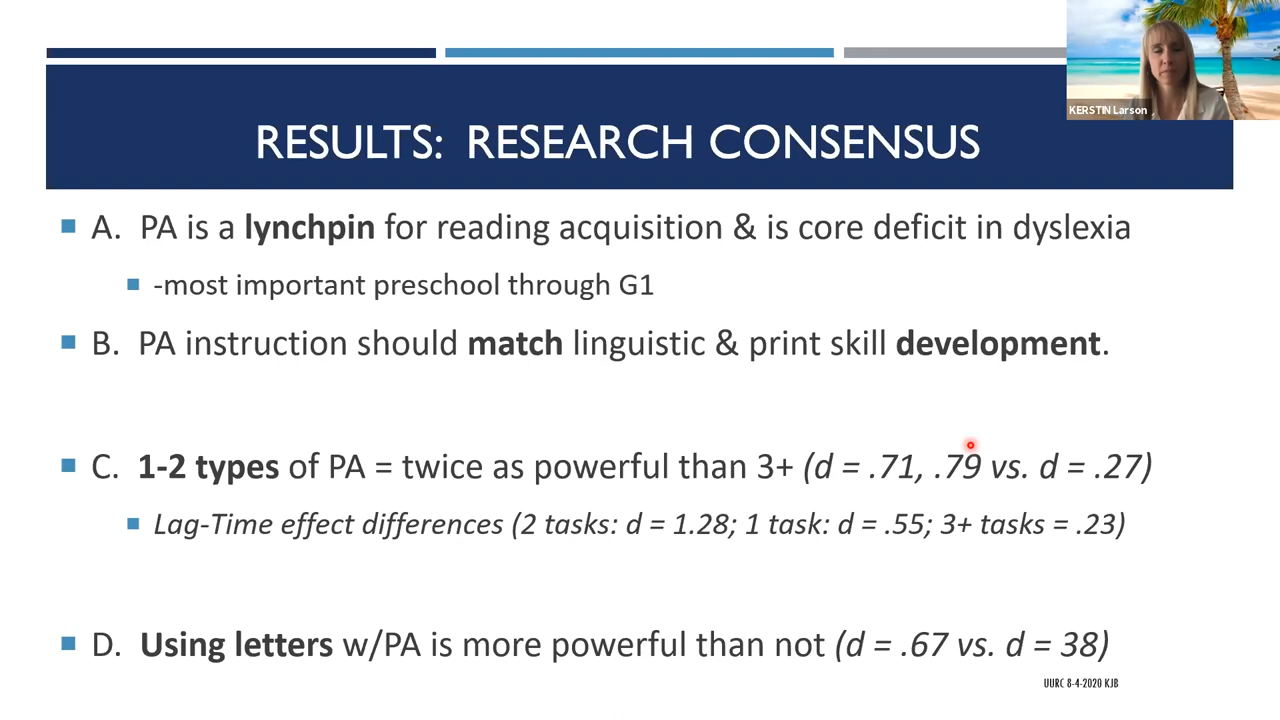 KERSTIN Larson
RESULTS: RESEARCH CONSENSUS
A. PA is a lynchpin for reading acquisition & is core deficit in dyslexia
-most important preschool through G1
B. PA instruction should match linguistic & print skill development.
C. 1-2 types of PA = twice as powerful than 3+ (d = .71, .79 vs. d = .27)
Lag-Time effect differences (2 tasks: d = 1.28; 1 task: d = .55; 3+ tasks = .23)
D. Using letters w/PA is more powerful than not (d = .67 vs. d = 38)
UURC 8-4-2020 KJB